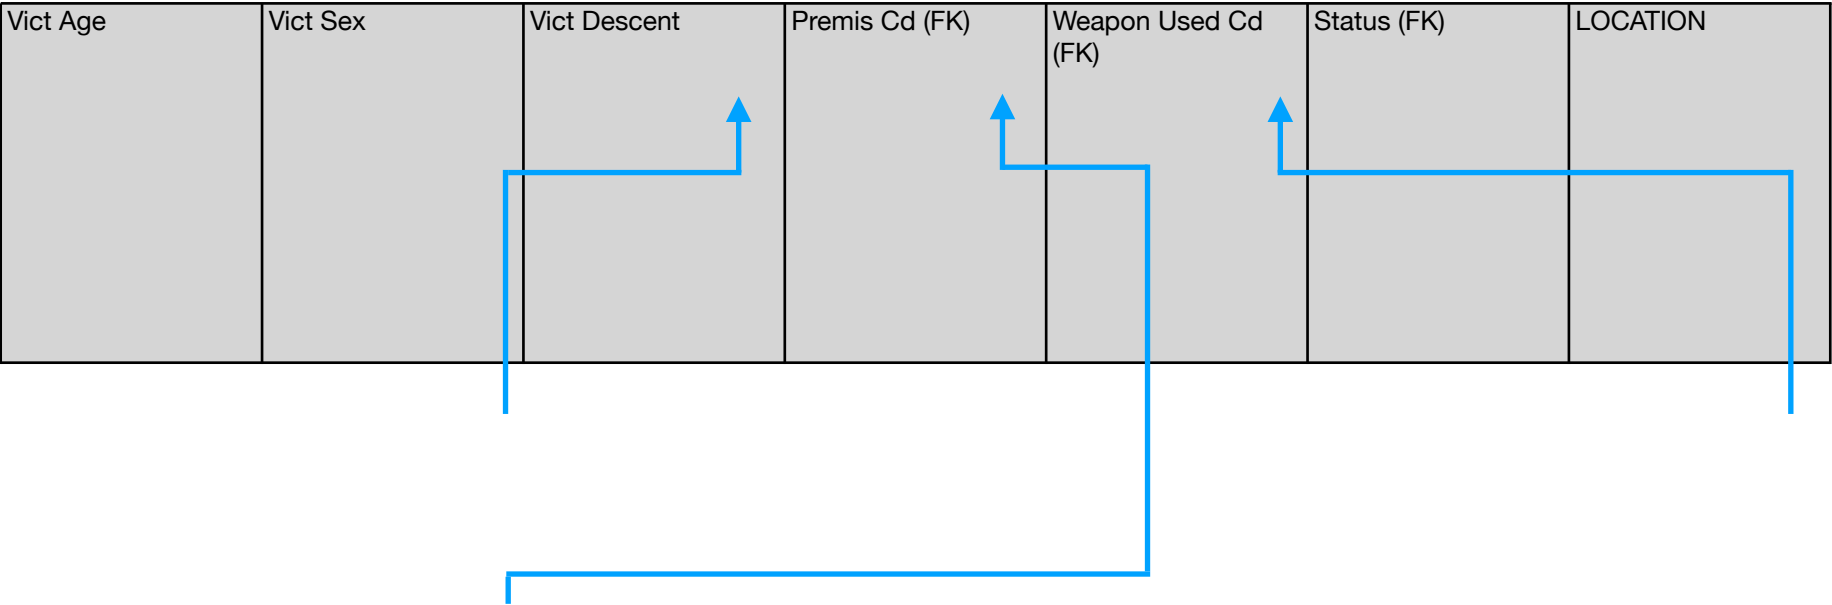 Vict Age
Vict Sex
Vict Descent
Premis Cd (FK)
Weapon Used Cd
(FK)
Status (FK)
LOCATION